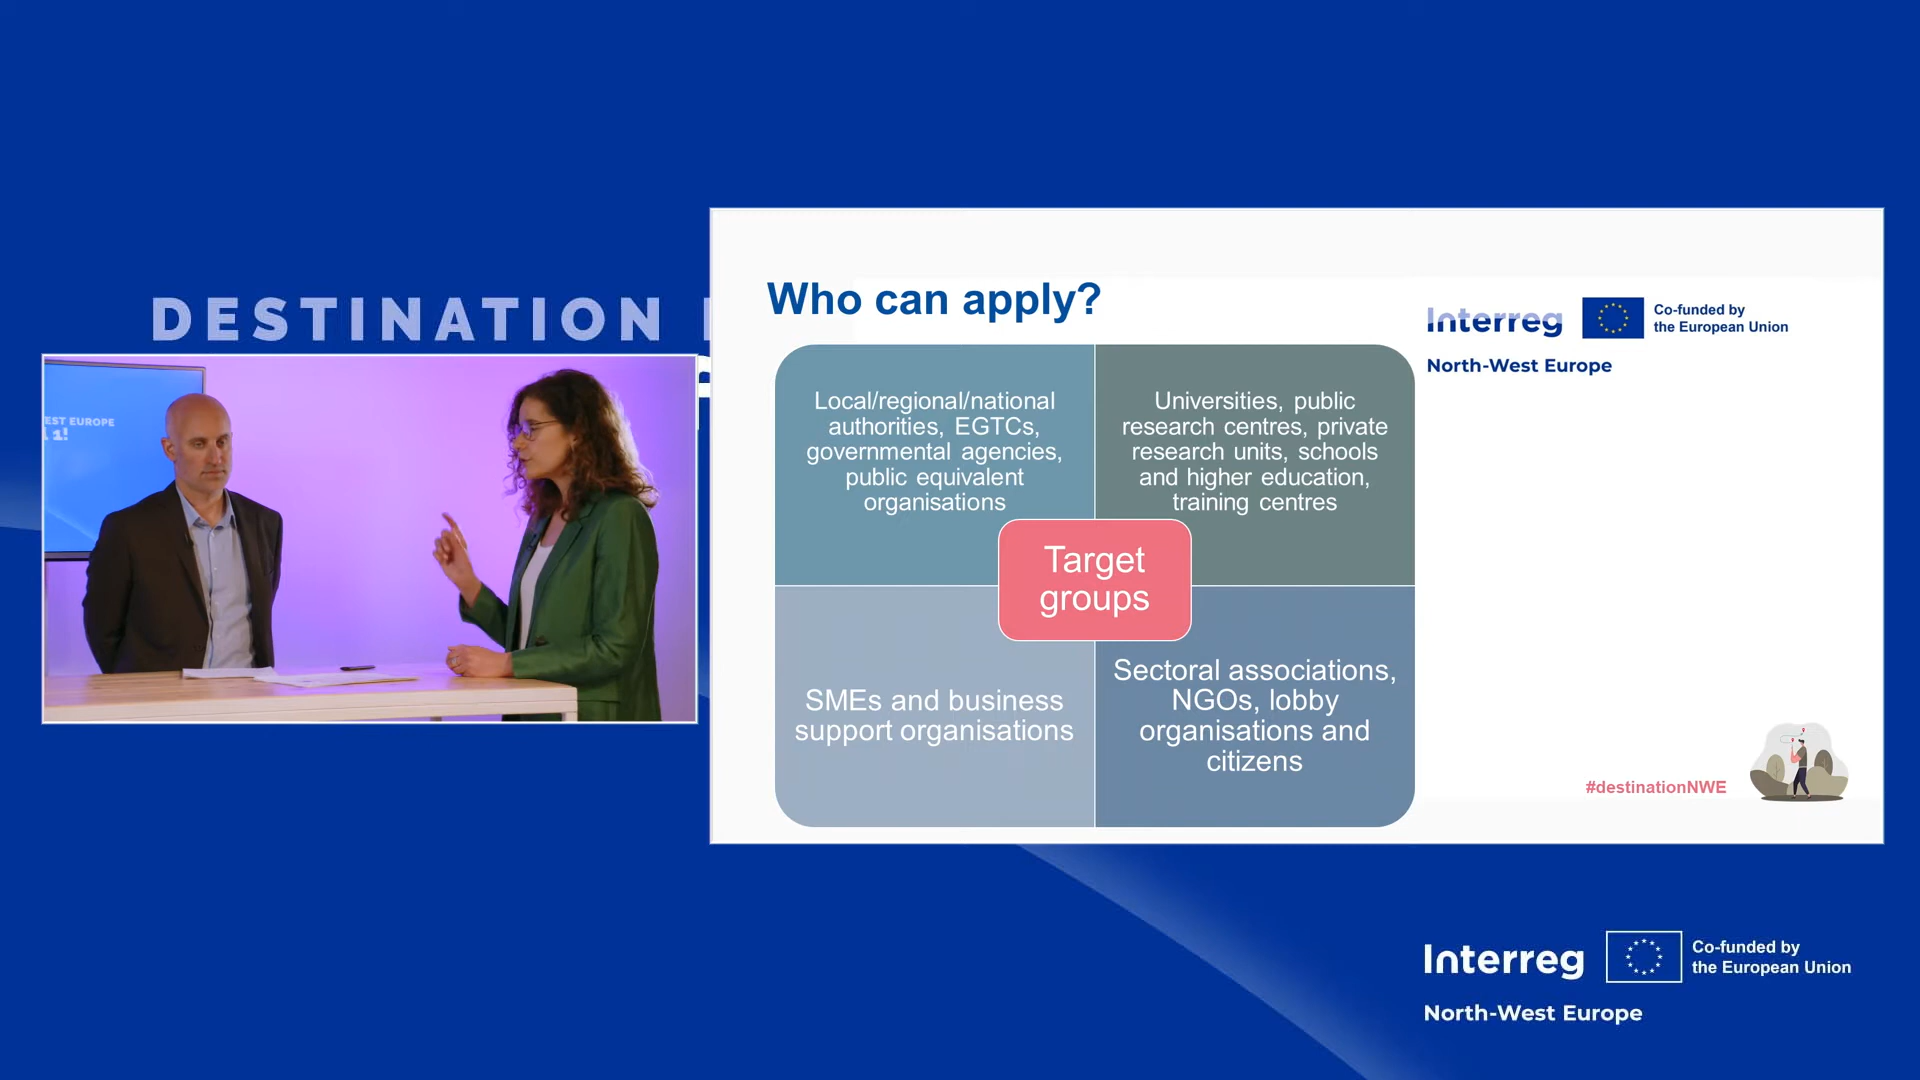 DESTINATION
EST EUROPE
1!
Who can apply?
Interreg
Co-funded by
the European Union
North-West Europe
Local/regional/national
authorities, EGTCs,
governmental agencies,
public equivalent
organisations
Universities, public
research centres, private
research units, schools
and higher education,
training centres
Target
groups
SMEs and business
support organisations
Sectoral associations,
NGOs, lobby
organisations and
citizens
#destinationNWE
Interreg
Co-funded by
the European Union
North-West Europe